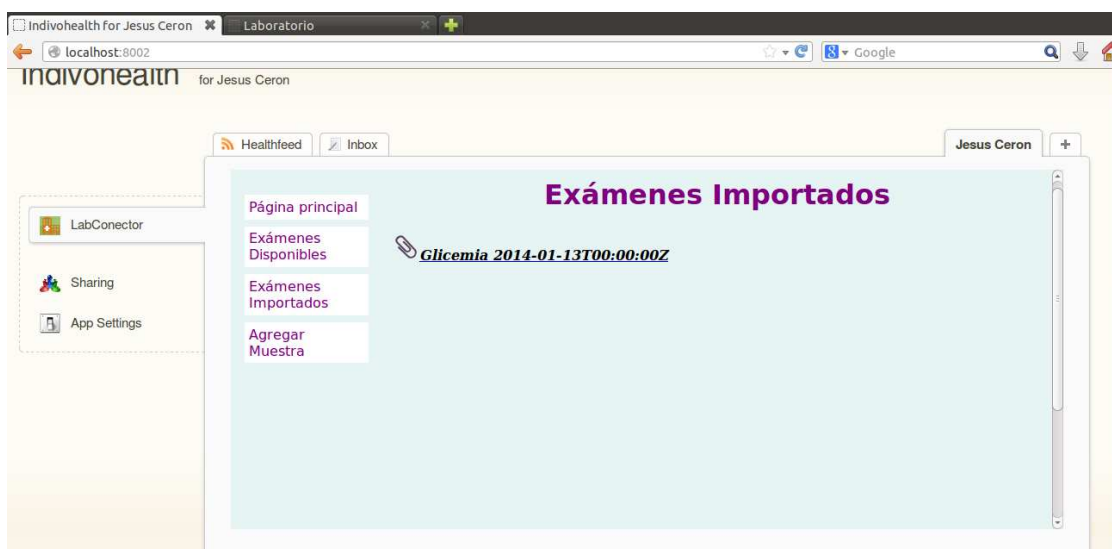 Indivohealth for Jesus Ceron
Laboratorio
localhost:8002
Google
Indivohealth for Jesus Ceron
Healthfeed
Inbox
Jesus Ceron
+
LabConector
Sharing
App Settings
Página principal
Exámenes
Disponibles
Exámenes
Importados
Agregar
Muestra
Exámenes Importados
Glicemia 2014-01-13T00:00:00Z